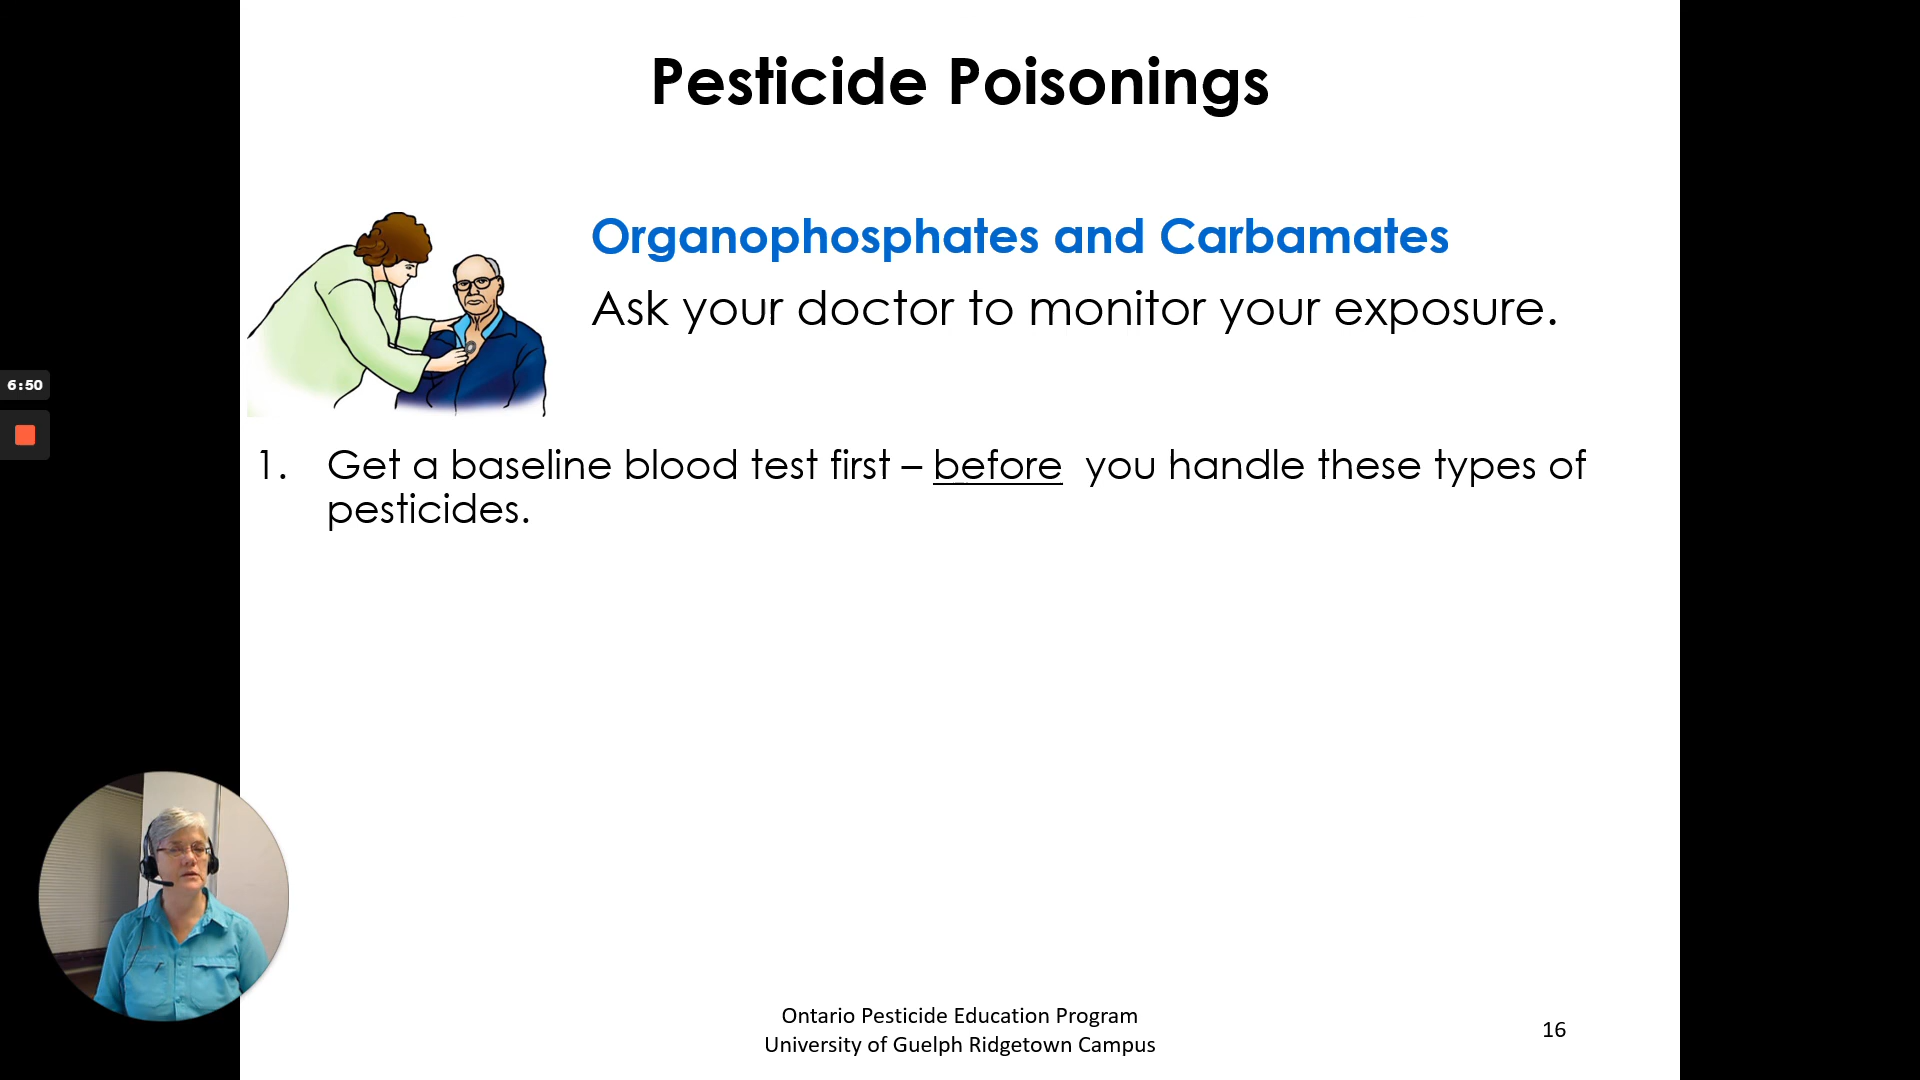 Pesticide Poisonings
Organophosphates and Carbamates
Ask your doctor to monitor your exposure.
6:50
1. Get a baseline blood test first – before you handle these types of
pesticides.
Ontario Pesticide Education Program
University of Guelph Ridgetown Campus
16